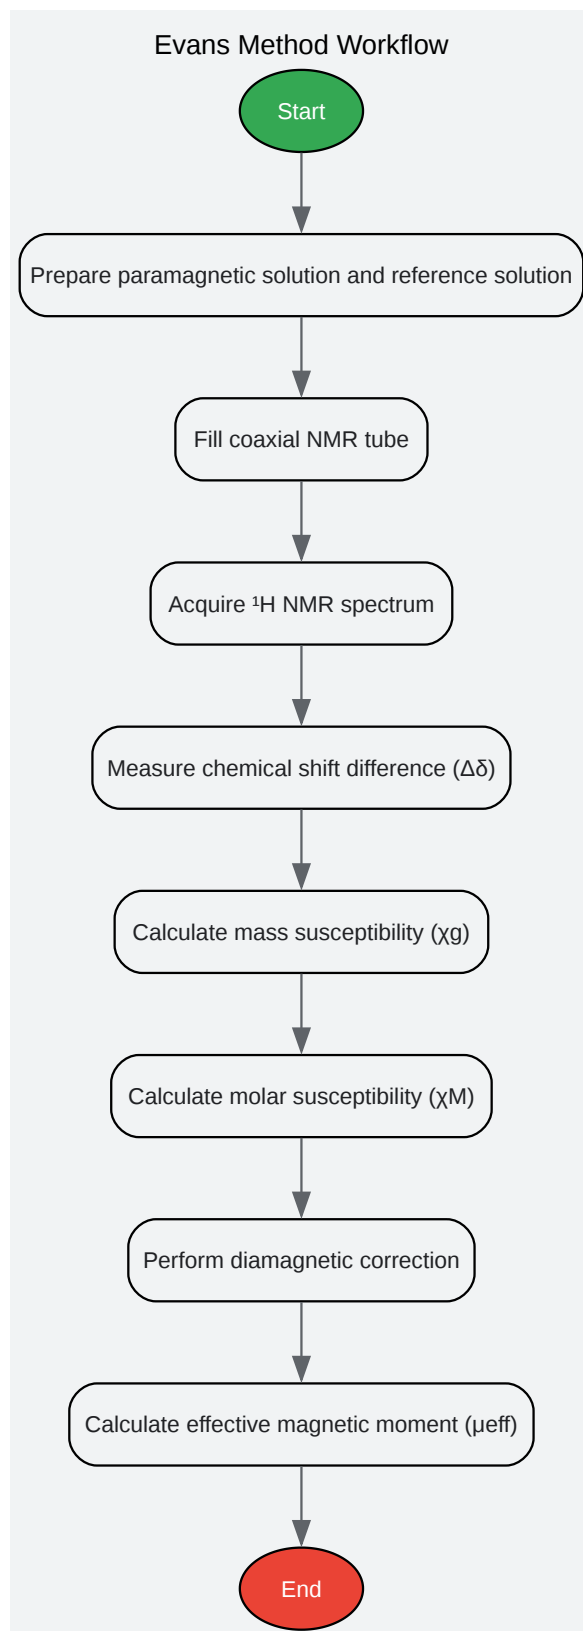 Evans Method Workflow
Start
Prepare paramagnetic solution and reference solution
Fill coaxial NMR tube
Acquire ¹H NMR spectrum
Measure chemical shift difference (Δδ)
Calculate mass susceptibility (χg)
Calculate molar susceptibility (χM)
Perform diamagnetic correction
Calculate effective magnetic moment (μeff)
End